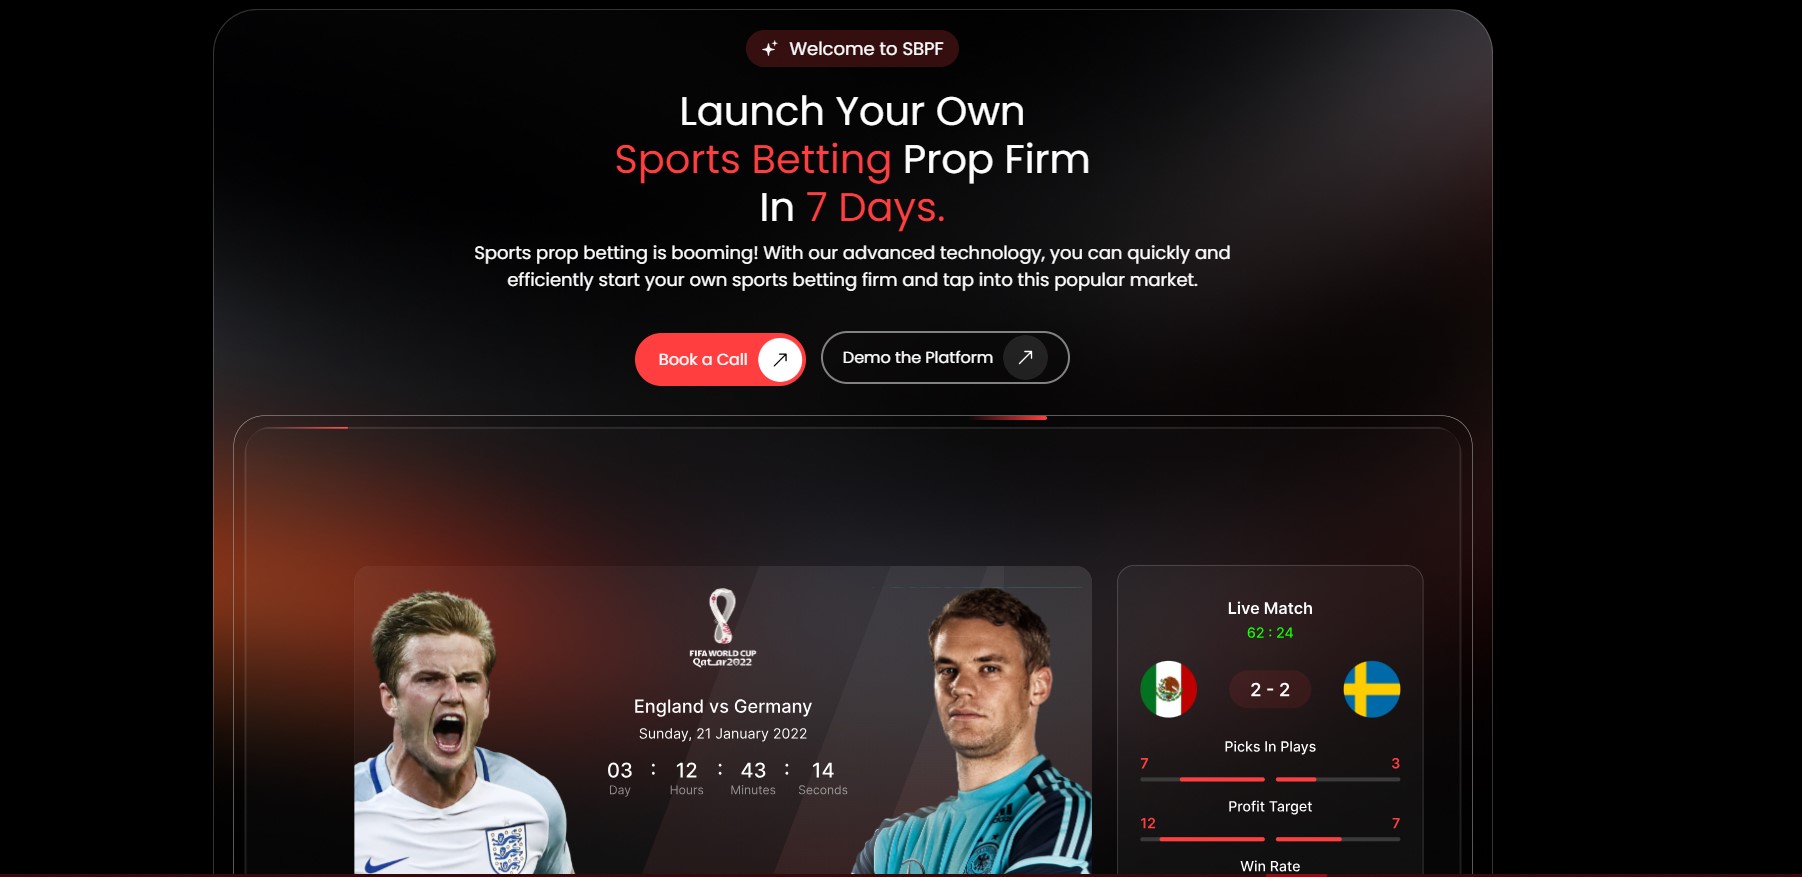 Welcome to SBPF
Launch Your Own
Sports Betting Prop Firm
In 7 Days.
Sports prop betting is booming! With our advanced technology, you can quickly and
efficiently start your own sports betting firm and tap into this popular market.
Book a Call
Demo the Platform
FIFA WORLD CUP
Qatar2022
England vs Germany
Sunday, 21 January 2022
03 : 12 : 43 : 14
Day Hours Minutes Seconds
Live Match
62 : 24
2 - 2
Picks In Plays
7 3
Profit Target
12 7
Win Rate